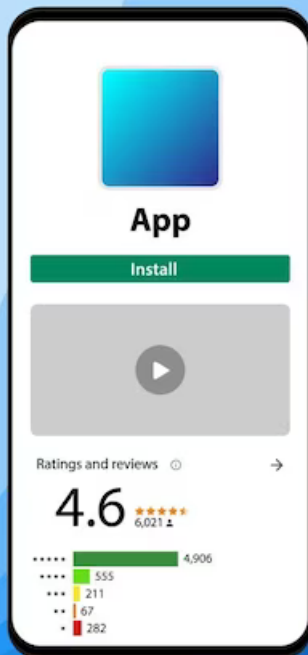 App
Install
Ratings and reviews
4.6
6,021
4,906
555
211
67
282